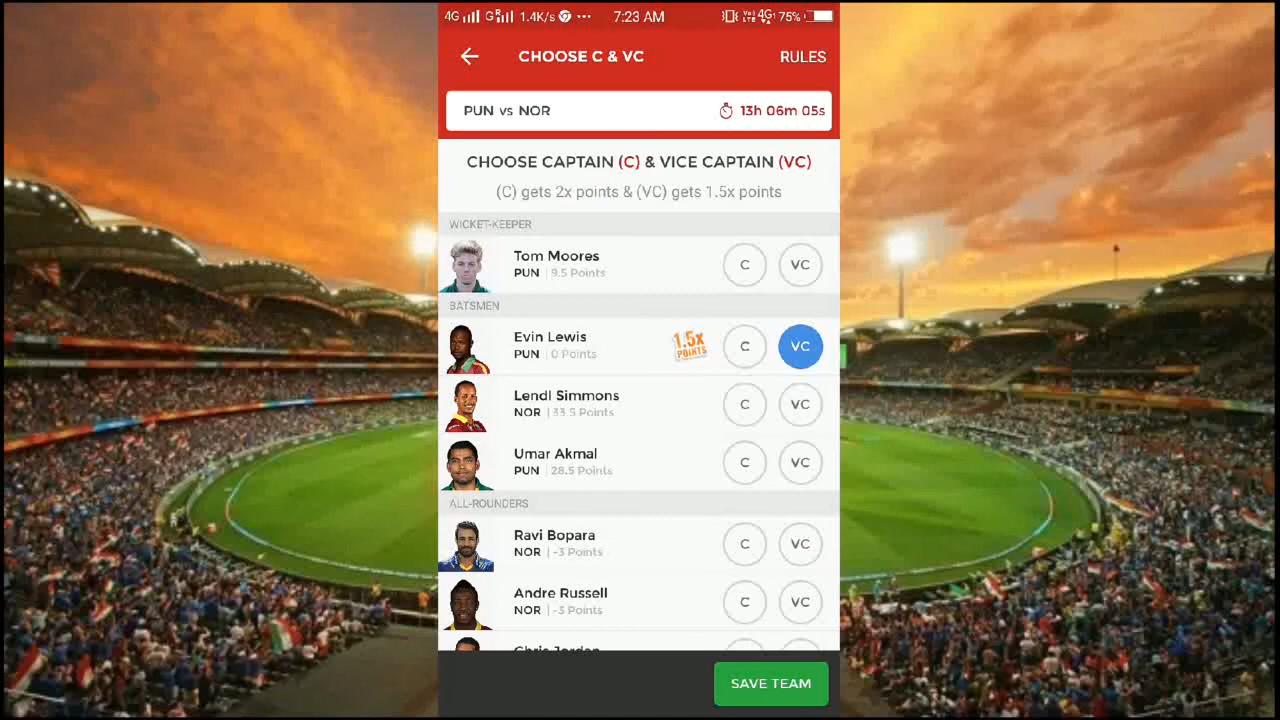 4G 1.4K/s ... 7:23 AM 4G 75%
CHOOSE C & VC RULES
PUN vs NOR 13h 06m 05s
CHOOSE CAPTAIN (C) & VICE CAPTAIN (VC)
(C) gets 2x points & (VC) gets 1.5x points
WICKET-KEEPER
Tom Moores C VC
PUN | 9.5 Points
BATSMEN
Evin Lewis 1.5x POINTS C VC
PUN | 0 Points
Lendl Simmons C VC
NOR | 33.5 Points
Umar Akmal C VC
PUN | 28.5 Points
ALL-ROUNDERS
Ravi Bopara C VC
NOR | -3 Points
Andre Russell C VC
NOR | -3 Points
Chris Jordan
SAVE TEAM